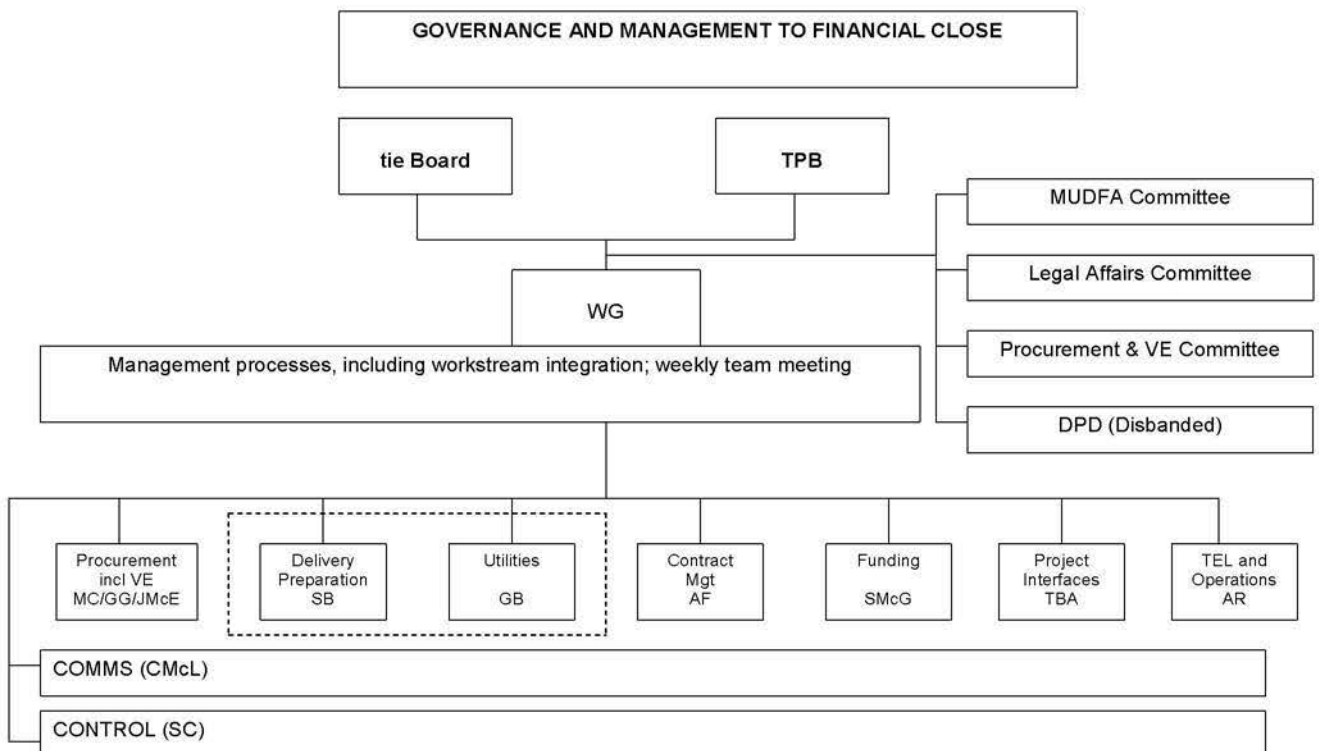 GOVERNANCE AND MANAGEMENT TO FINANCIAL CLOSE
tie Board
TPB
MUDFA Committee
Legal Affairs Committee
WG
Procurement & VE Committee
Management processes, including workstream integration; weekly team meeting
DPD (Disbanded)
Procurement
incl VE
MC/GG/JMcE
Delivery
Preparation
SB
Utilities
GB
Contract
Mgt
AF
Funding
SMcG
Project
Interfaces
TBA
TEL and
Operations
AR
COMMS (CMcL)
CONTROL (SC)